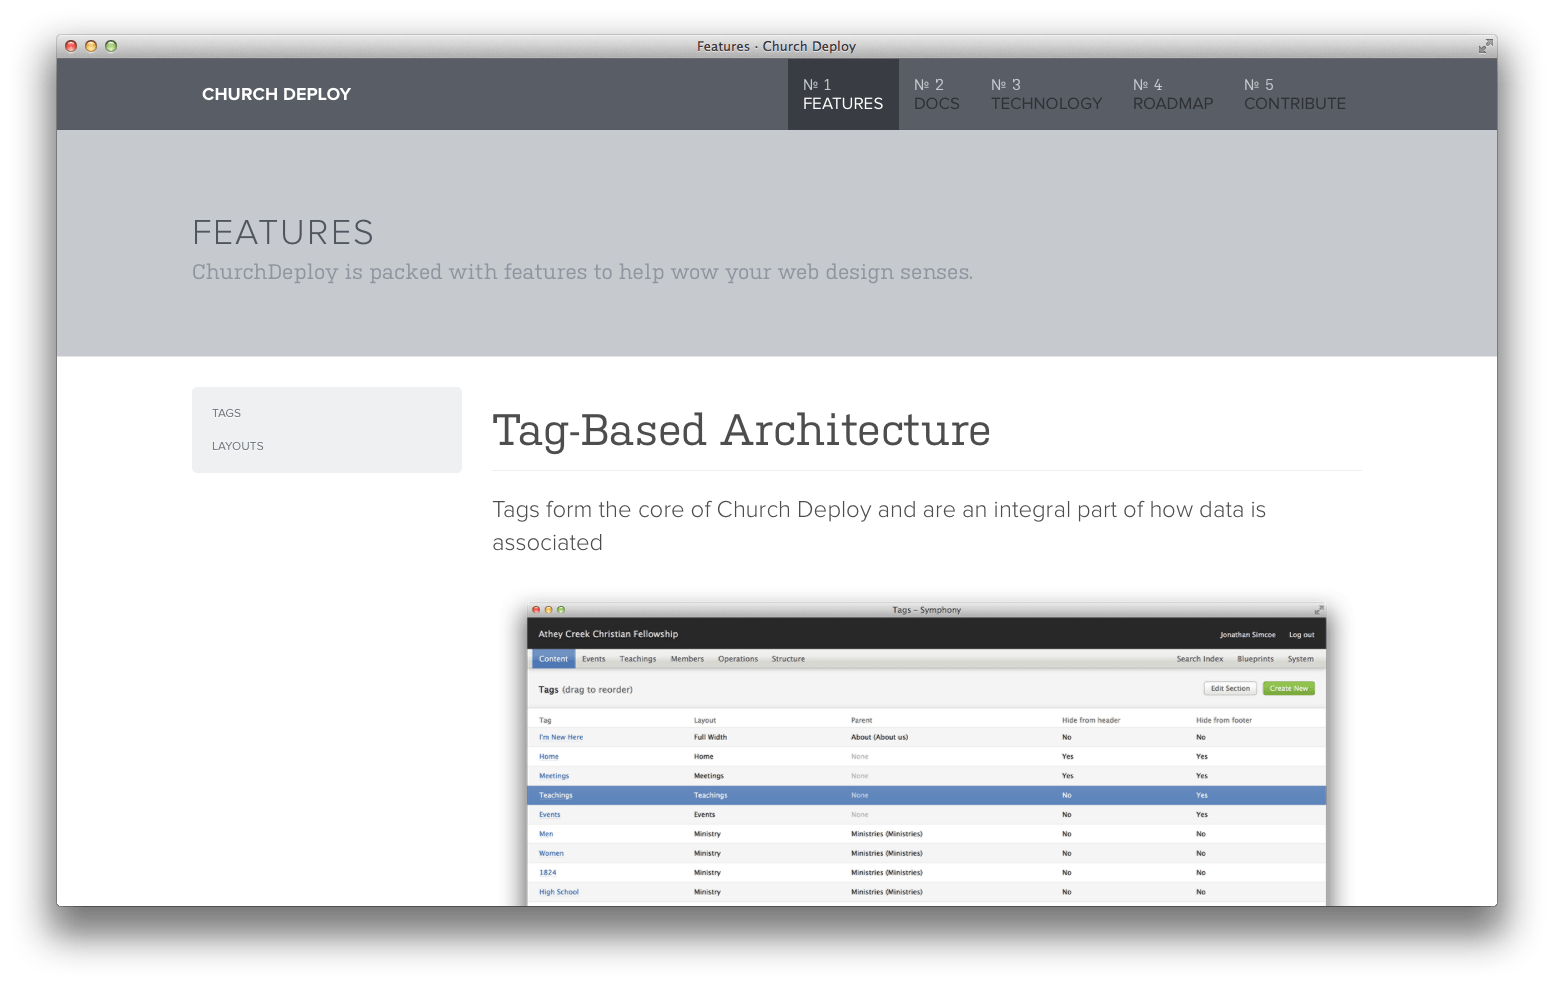 Features · Church Deploy
CHURCH DEPLOY
№ 1 № 2 № 3 № 4 № 5
FEATURES DOCS TECHNOLOGY ROADMAP CONTRIBUTE
FEATURES
ChurchDeploy is packed with features to help wow your web design senses.
TAGS
LAYOUTS
Tag-Based Architecture
Tags form the core of Church Deploy and are an integral part of how data is
associated
Tags – Symphony
Athey Creek Christian Fellowship Jonathan Simcoe Log out
Content Events Teachings Members Operations Structure Search Index Blueprints System
Tags (drag to reorder) Edit Section Create New
Tag Layout Parent Hide from header Hide from footer
I'm New Here Full Width About (About us) No No
Home Home None Yes Yes
Meetings Meetings None Yes Yes
Teachings Teachings None No Yes
Events Events None No Yes
Men Ministry Ministries (Ministries) No No
Women Ministry Ministries (Ministries) No No
1824 Ministry Ministries (Ministries) No No
High School Ministry Ministries (Ministries) No No